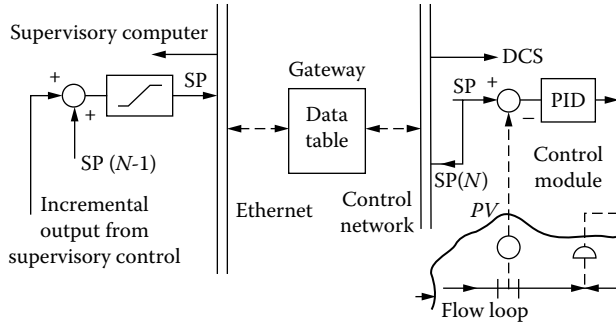 Supervisory computer
SP
+
+
SP (N-1)
Incremental
output from
supervisory control
Gateway
Data
table
Ethernet
Control
network
DCS
SP
+
−
PID
SP(N)
Control
module
PV
Flow loop